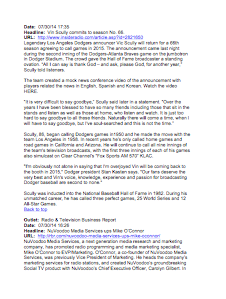 Date: 07/30/14 17:35
Headline: Vin Scully commits to season No. 66
URL: http://www.insideradio.com/article.asp?id=2821850
Legendary Los Angeles Dodgers announcer Vin Scully will return for a 66th
season agreeing to call games in 2015. The announcement came last night
during the second inning of the Dodgers-Atlanta Braves game on the jumbotron
in Dodger Stadium. The crowd gave the Hall of Fame broadcaster a standing
ovation. "All I can say is thank God – and ask, please God, for another year,"
Scully told listeners.
The team created a mock news conference video of the announcement with
players related the news in English, Spanish and Korean. Watch the video
HERE.
"It is very difficult to say goodbye," Scully said later in a statement. "Over the
years I have been blessed to have so many friends including those that sit in the
stands and listen as well as those at home, who listen and watch. It is just too
hard to say goodbye to all these friends. Naturally there will come a time, when I
will have to say goodbye, but I've soul-searched and this is not the time."
Scully, 86, began calling Dodgers games in 1950 and he made the move with the
team Los Angeles in 1958. In recent years he's only called home games and
road games in California and Arizona. He will continue to call all nine innings of
the team's television broadcasts, with the first three innings of each of his games
also simulcast on Clear Channel's "Fox Sports AM 570" KLAC.
"I'm obviously not alone in saying that I'm overjoyed Vin will be coming back to
the booth in 2015," Dodger president Stan Kasten says. "Our fans deserve the
very best and Vin's voice, knowledge, experience and passion for broadcasting
Dodger baseball are second to none."
Scully was inducted into the National Baseball Hall of Fame in 1982. During his
unmatched career, he has called three perfect games, 25 World Series and 12
All-Star Games.
Back to top
Outlet: Radio & Television Business Report
Date: 07/30/14 16:26
Headline: NuVoodoo Media Services ups Mike O'Connor
URL: http://rbr.com/nuvoodoo-media-services-ups-mike-oconnor/
NuVoodoo Media Services, a next generation media research and marketing
company, has promoted radio programming and media marketing specialist,
Mike O'Connor to EVP/Marketing. O'Connor, a co-founder of NuVoodoo Media
Services, was previously Vice President of Marketing. He heads the company's
marketing services for radio stations, and created NuVoodoo's groundbreaking
Social TV product with NuVoodoo's Chief Executive Officer, Carolyn Gilbert. In